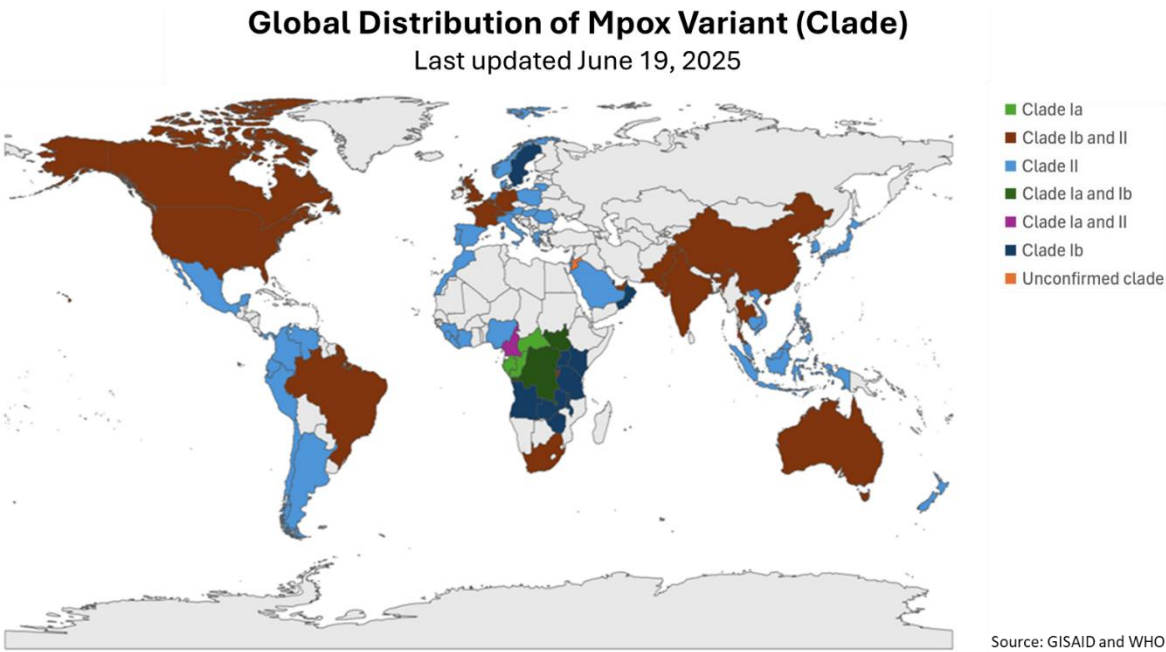 Global Distribution of Mpox Variant (Clade)
Last updated June 19, 2025
Clade Ia
Clade Ib and II
Clade II
Clade Ia and Ib
Clade Ia and II
Clade Ib
Unconfirmed clade
Source: GISAID and WHO